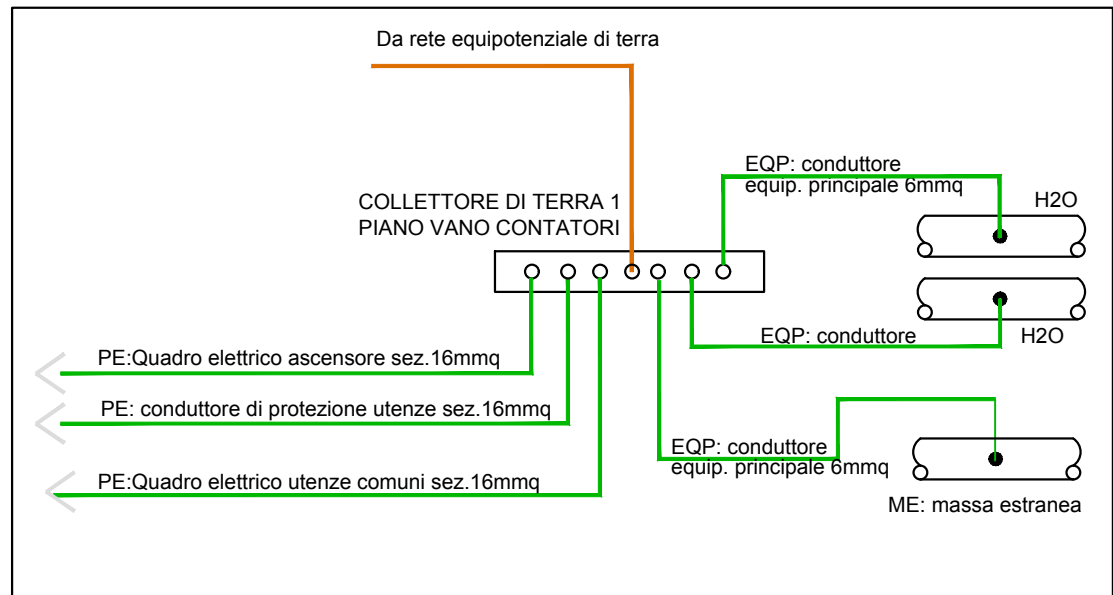 Da rete equipotenziale di terra
EQP: conduttore
equip. principale 6mmq
H2O
COLLETTORE DI TERRA 1
PIANO VANO CONTATORI
EQP: conduttore
H2O
PE:Quadro elettrico ascensore sez.16mmq
PE: conduttore di protezione utenze sez.16mmq
EQP: conduttore
equip. principale 6mmq
PE:Quadro elettrico utenze comuni sez.16mmq
ME: massa estranea